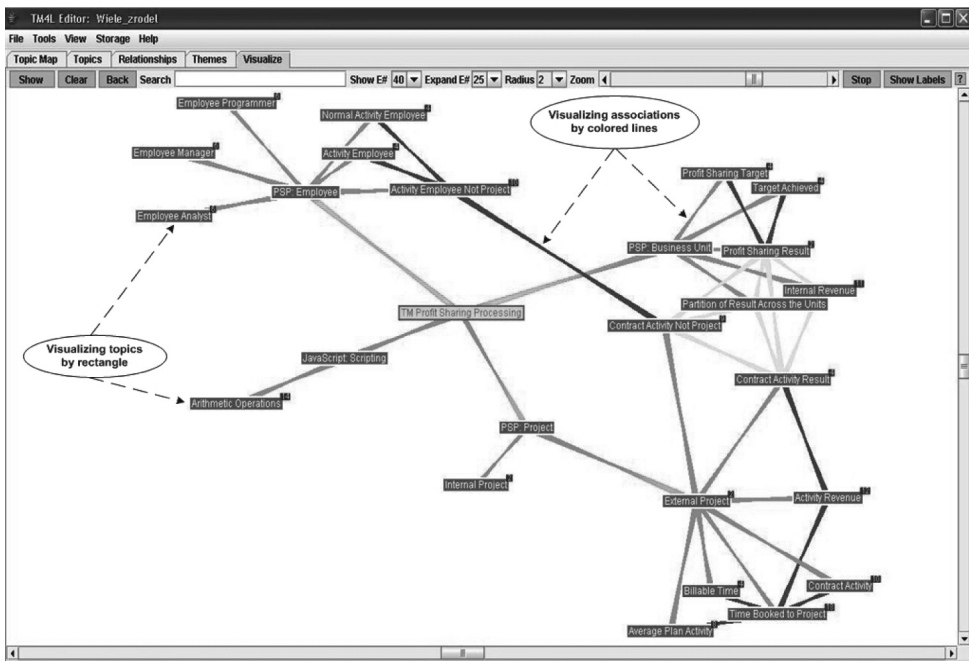 TM4L Editor: Wiele_zrodel
File Tools View Storage Help
Topic Map Topics Relationships Themes Visualize
Show Clear Back Search Show E# 40 Expand E# 25 Radius 2 Zoom Stop Show Labels ?
Employee Programmer
Normal Activity Employee
Visualizing associations
by colored lines
Employee Manager
Activity Employee
PSP: Employee
Activity Employee Not Project
Profit Sharing Target
Target Achieved
Employee Analyst
PSP: Business Unit
Profit Sharing Result
Internal Revenue
Partition of Result Across the Units
TM Profit Sharing Processing
Contract Activity Not Project
Visualizing topics
by rectangle
JavaScript: Scripting
Contract Activity Result
Arithmetic Operations
PSP: Project
Internal Project
External Project
Activity Revenue
Billable Time
Contract Activity
Time Booked to Project
Average Plan Activity